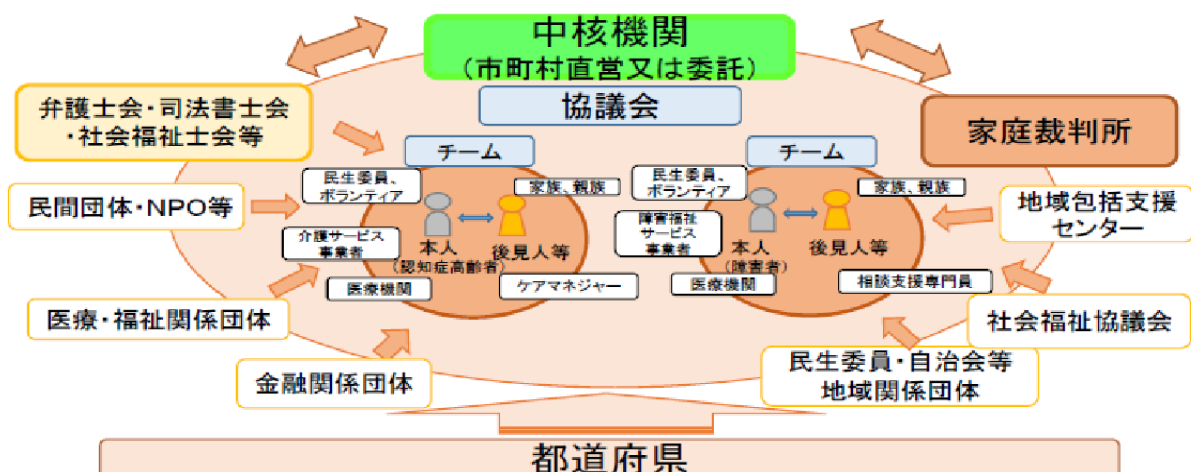 中核機関
（市町村直営又は委託）
協議会
弁護士会・司法書士会
・社会福祉士会等
家庭裁判所
チーム
民生委員、
ボランティア
家族、親族
介護サービス
事業者
本人
（認知症高齢者）
後見人等
医療機関
ケアマネジャー
チーム
民生委員、
ボランティア
家族、親族
障害福祉
サービス
事業者
本人
（障害者）
後見人等
医療機関
相談支援専門員
民間団体・NPO等
地域包括支援
センター
医療・福祉関係団体
社会福祉協議会
金融関係団体
民生委員・自治会等
地域関係団体
都道府県